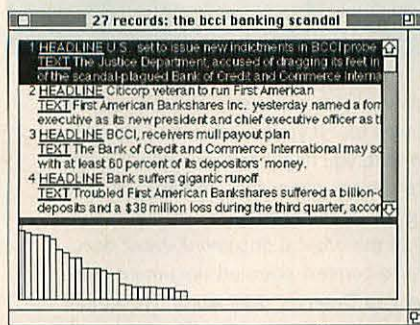 27 records: the bcci banking scandal
1 HEADLINE U.S. set to issue new indictments in BCCI probe
TEXT The Justice Department, accused of dragging its feet in
of the scandal-plagued Bank of Credit and Commerce Interna
2 HEADLINE Citicorp veteran to run First American
TEXT First American Bankshares Inc. yesterday named a form
executive as its new president and chief executive officer as t
3 HEADLINE BCCI, receivers mull payout plan
TEXT The Bank of Credit and Commerce International may so
with at least 60 percent of its depositors' money.
4 HEADLINE Bank suffers gigantic runoff
TEXT Troubled First American Bankshares suffered a billion-d
deposits and a $38 million loss during the third quarter, accor